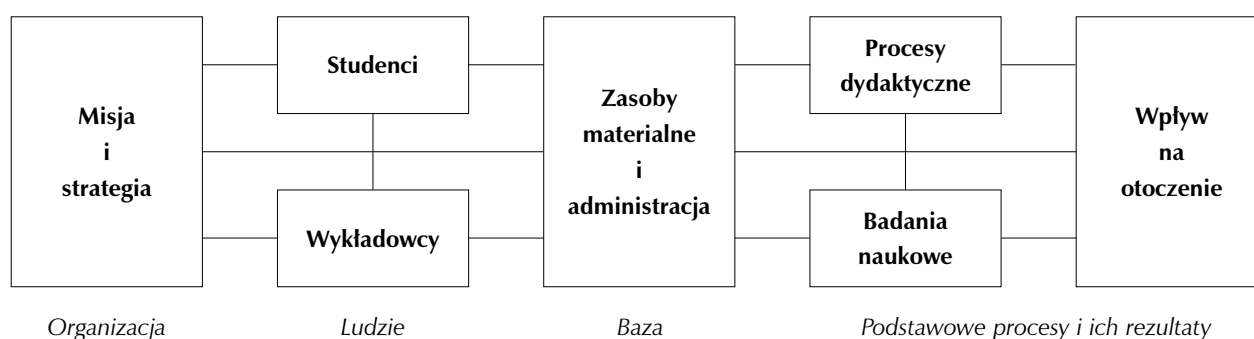 Misja
i
strategia
Studenci
Wykładowcy
Zasoby
materialne
i
administracja
Procesy
dydaktyczne
Badania
naukowe
Wpływ
na
otoczenie
Organizacja
Ludzie
Baza
Podstawowe procesy i ich rezultaty